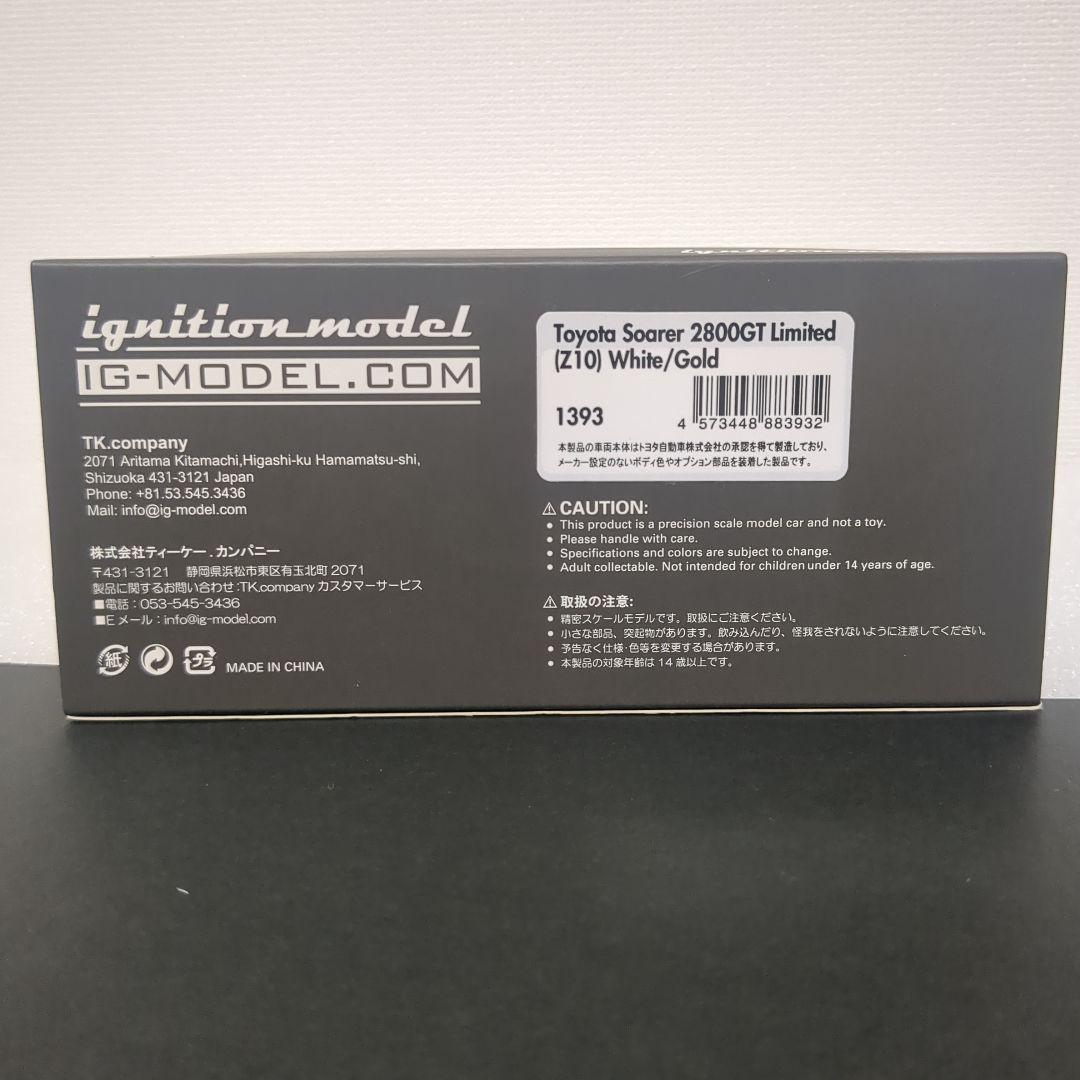 ignition model
IG-MODEL.COM
TK.company
2071 Aritama Kitamachi,Higashi-ku Hamamatsu-shi,
Shizuoka 431-3121 Japan
Phone: +81.53.545.3436
Mail: info@ig-model.com
株式会社ティーケー.カンパニー
〒431-3121 静岡県浜松市東区有玉北町2071
製品に関するお問い合わせ:TK.company カスタマーサービス
■電話:053-545-3436
■Eメール:info@ig-model.com
紙
プラ
MADE IN CHINA
Toyota Soarer 2800GT Limited
(Z10) White/Gold
1393
4 573448 883932
本製品の車両本体はトヨタ自動車株式会社の承認を得て製造しており、
メーカー設定のないボディ色やオプション部品を装着した製品です。
⚠ CAUTION:
● This product is a precision scale model car and not a toy.
● Please handle with care.
● Specifications and colors are subject to change.
● Adult collectable. Not intended for children under 14 years of age.
⚠ 取扱の注意:
● 精密スケールモデルです。取扱にご注意ください。
● 小さな部品、突起物があります。飲み込んだり、怪我をされないように注意してください。
● 予告なく仕様・色等を変更する場合があります。
● 本製品の対象年齢は14歳以上です。